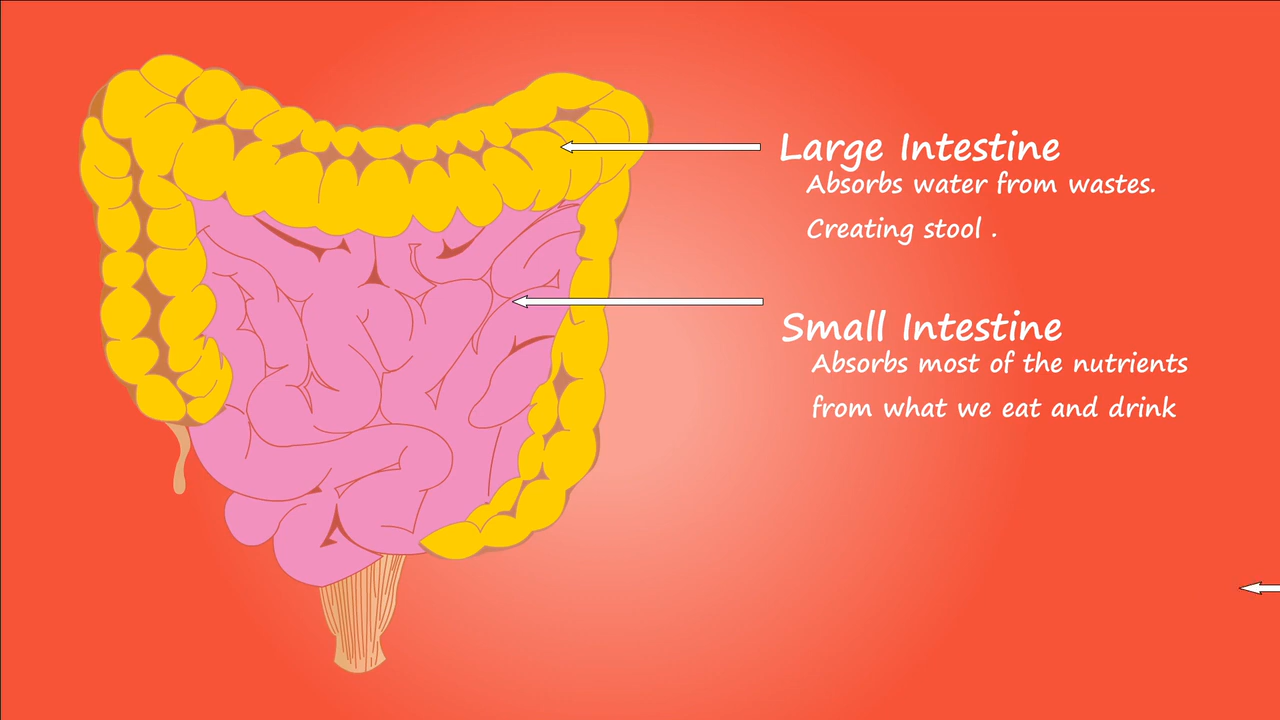 Large Intestine
Absorbs water from wastes.
Creating stool .
Small Intestine
Absorbs most of the nutrients
from what we eat and drink